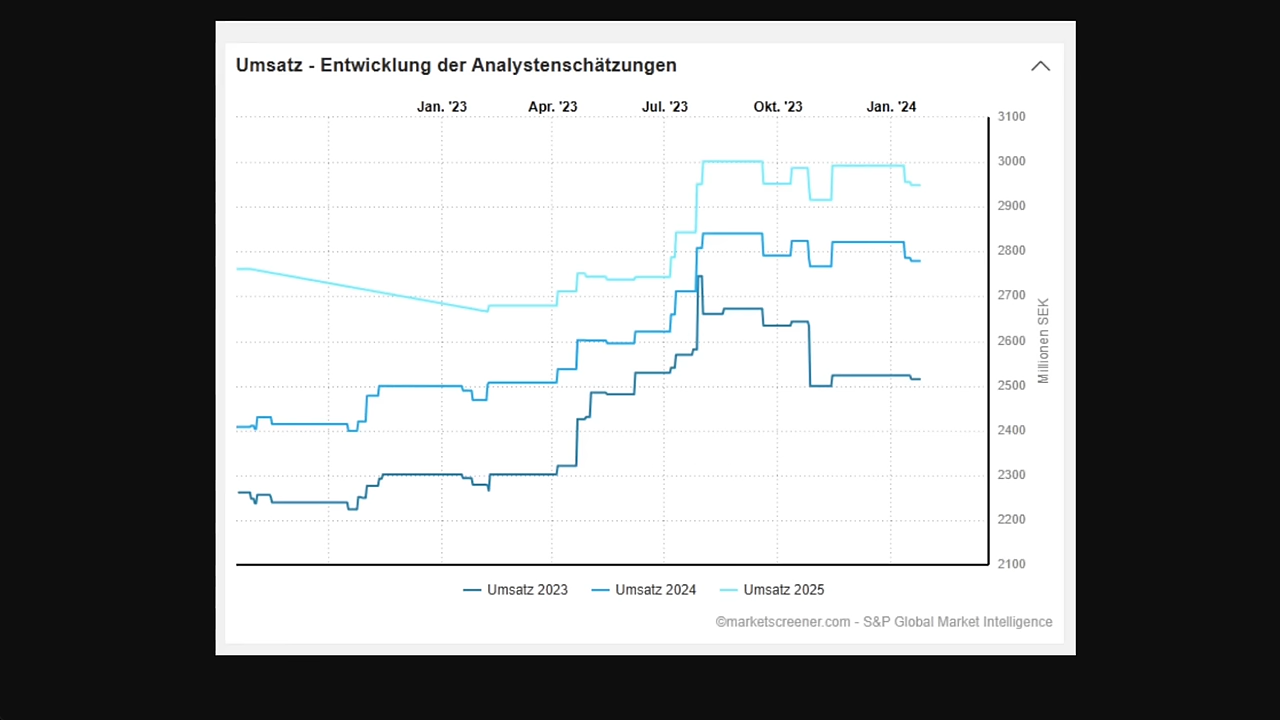 Umsatz - Entwicklung der Analystenschätzungen
Jan. '23 Apr. '23 Jul. '23 Okt. '23 Jan. '24
3100
3000
2900
2800
2700
2600
2500
2400
2300
2200
2100
Millionen SEK
Umsatz 2023 Umsatz 2024 Umsatz 2025
©marketscreener.com - S&P Global Market Intelligence